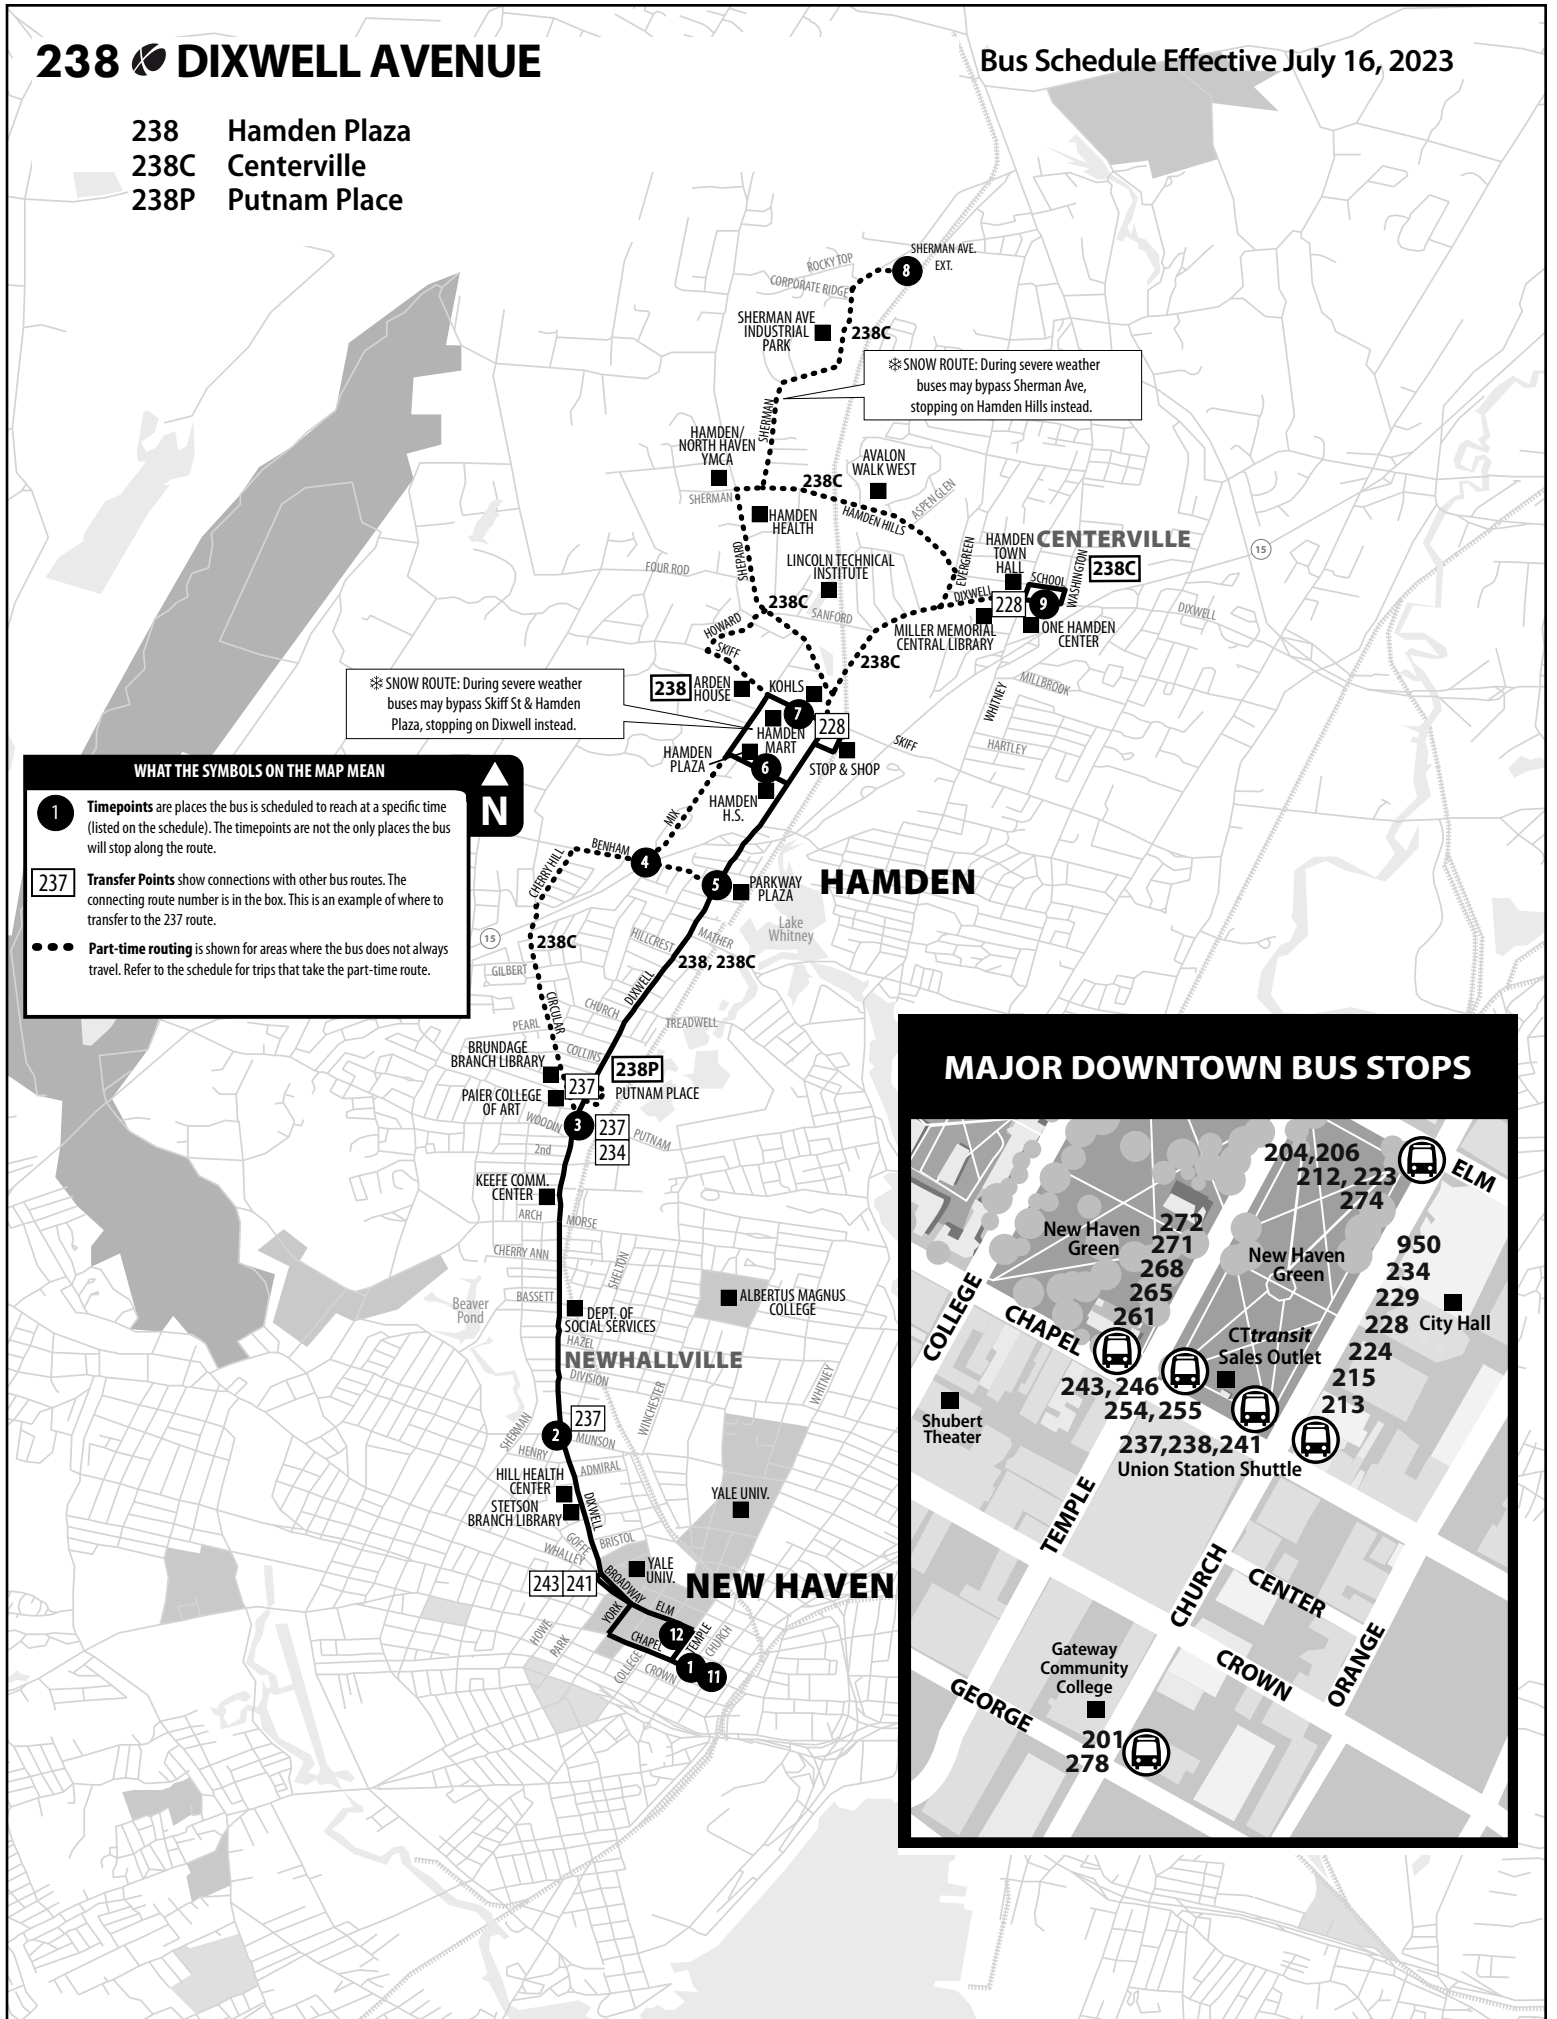 238 DIXWELL AVENUE
Bus Schedule Effective July 16, 2023
238 Hamden Plaza
238C Centerville
238P Putnam Place
SHERMAN AVE.
EXT.
8
ROCKY TOP
CORPORATE RIDGE
SHERMAN AVE
INDUSTRIAL
PARK
238C
❄ SNOW ROUTE: During severe weather
buses may bypass Sherman Ave,
stopping on Hamden Hills instead.
SHERMAN
HAMDEN/
NORTH HAVEN
YMCA
SHERMAN
AVALON
WALK WEST
238C
ASPEN GLEN
HAMDEN HILLS
HAMDEN
HEALTH
SHEPARD
FOUR ROD
LINCOLN TECHNICAL
INSTITUTE
EVERGREEN
HAMDEN
TOWN
HALL
CENTERVILLE
15
238C
SCHOOL
WASHINGTON
DIXWELL
228
9
DIXWELL
238C
SANFORD
MILLER MEMORIAL
CENTRAL LIBRARY
ONE HAMDEN
CENTER
HOWARD
SKIFF
238C
MILLBROOK
WHITNEY
HARTLEY
SKIFF
❄ SNOW ROUTE: During severe weather
buses may bypass Skiff St & Hamden
Plaza, stopping on Dixwell instead.
238
ARDEN
HOUSE
KOHLS
7
228
HAMDEN
MART
HAMDEN
PLAZA
6
STOP & SHOP
HAMDEN
H.S.
MIX
WHAT THE SYMBOLS ON THE MAP MEAN
N
1
Timepoints are places the bus is scheduled to reach at a specific time
(listed on the schedule). The timepoints are not the only places the bus
will stop along the route.
237
Transfer Points show connections with other bus routes. The
connecting route number is in the box. This is an example of where to
transfer to the 237 route.
Part-time routing is shown for areas where the bus does not always
travel. Refer to the schedule for trips that take the part-time route.
BENHAM
4
CHERRY HILL
5
PARKWAY
PLAZA
HAMDEN
Lake
Whitney
15
238C
HILLCREST
MATHER
238, 238C
GILBERT
DIXWELL
CIRCULAR
CHURCH
PEARL
TREADWELL
COLLINS
BRUNDAGE
BRANCH LIBRARY
238P
237
PUTNAM PLACE
PAIER COLLEGE
OF ART
WOODIN
3
237
234
PUTNAM
2nd
KEEFE COMM.
CENTER
ARCH
MORSE
CHERRY ANN
SHELTON
BASSETT
Beaver
Pond
DEPT. OF
SOCIAL SERVICES
ALBERTUS MAGNUS
COLLEGE
HAZEL
NEWHALLVILLE
DIVISION
WINCHESTER
WHITNEY
SHERMAN
237
2
MUNSON
HENRY
ADMIRAL
HILL HEALTH
CENTER
STETSON
BRANCH LIBRARY
DIXWELL
YALE UNIV.
GOFFE
BRISTOL
WHALLEY
YALE
UNIV.
243 241
BROADWAY
NEW HAVEN
YORK
ELM
HOWE
PARK
CHAPEL
12
TEMPLE
CHURCH
COLLEGE
CROWN
1
11
MAJOR DOWNTOWN BUS STOPS
204,206
212, 223
274
ELM
New Haven
Green
272
271
268
265
261
New Haven
Green
950
234
229
228
224
215
213
City Hall
COLLEGE
CHAPEL
CTtransit
Sales Outlet
243, 246
254, 255
Shubert
Theater
237,238,241
Union Station Shuttle
TEMPLE
CHURCH
CENTER
CROWN
ORANGE
Gateway
Community
College
GEORGE
201
278